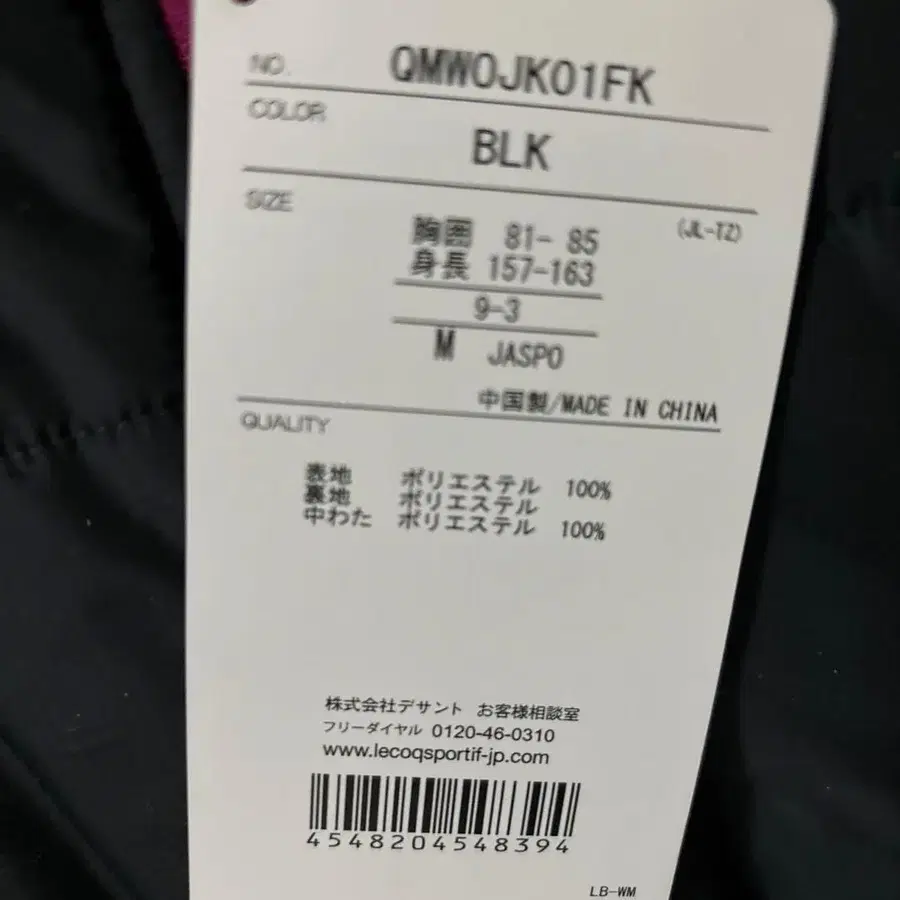 NO. QMWOJK01FK
COLOR
BLK
SIZE
(JL-TZ)
胸囲 81- 85
身長 157-163
9-3
M JASPO
中国製/MADE IN CHINA
QUALITY
表地 ポリエステル 100%
裏地 ポリエステル
中わた ポリエステル 100%
株式会社デサント お客様相談室
フリーダイヤル 0120-46-0310
www.lecoqsportif-jp.com
4548204548394
LB-WM